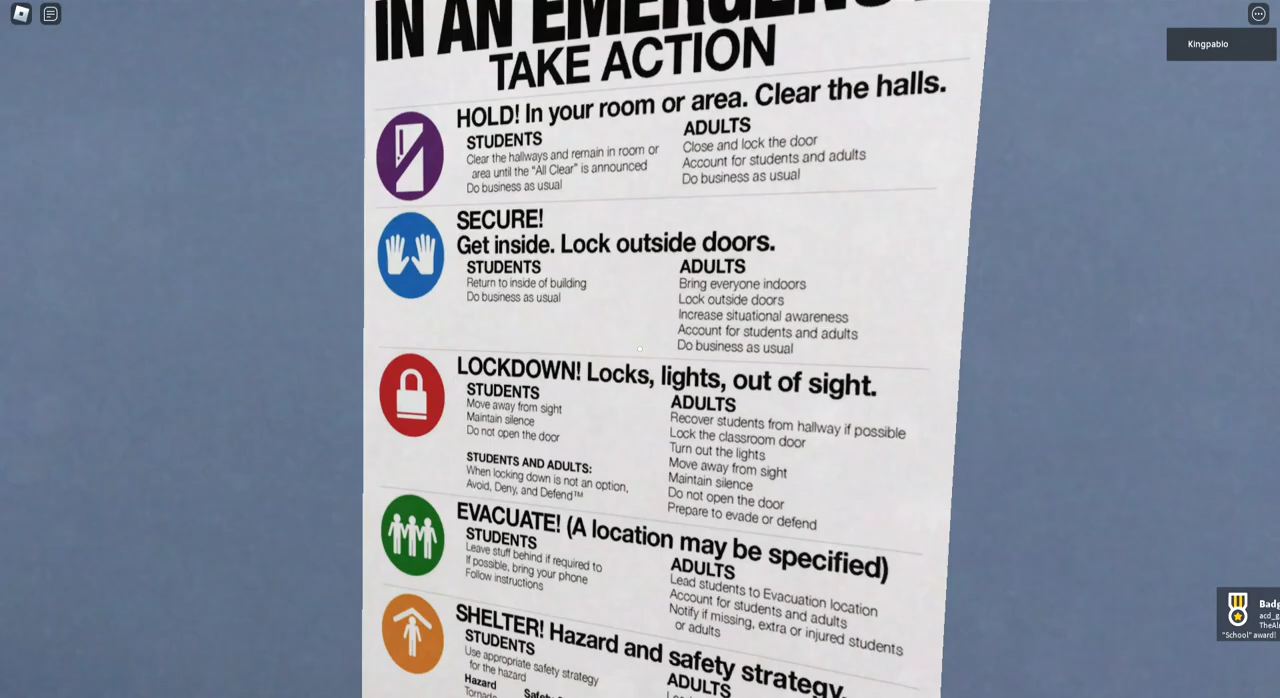 Kingpablo
IN AN EMERGENCY
TAKE ACTION
HOLD! In your room or area. Clear the halls.
STUDENTS
Clear the hallways and remain in room or
area until the “All Clear” is announced
Do business as usual
ADULTS
Close and lock the door
Account for students and adults
Do business as usual
SECURE!
Get inside. Lock outside doors.
STUDENTS
Return to inside of building
Do business as usual
ADULTS
Bring everyone indoors
Lock outside doors
Increase situational awareness
Account for students and adults
Do business as usual
LOCKDOWN! Locks, lights, out of sight.
STUDENTS
Move away from sight
Maintain silence
Do not open the door
STUDENTS AND ADULTS:
When locking down is not an option,
Avoid, Deny, and Defend™
ADULTS
Recover students from hallway if possible
Lock the classroom door
Turn out the lights
Move away from sight
Maintain silence
Do not open the door
Prepare to evade or defend
EVACUATE! (A location may be specified)
STUDENTS
Leave stuff behind if required to
If possible, bring your phone
Follow instructions
ADULTS
Lead students to Evacuation location
Account for students and adults
Notify if missing, extra or injured students
or adults
SHELTER! Hazard and safety strategy.
STUDENTS
Use appropriate safety strategy
for the hazard
Hazard
ADULTS
"School" award!